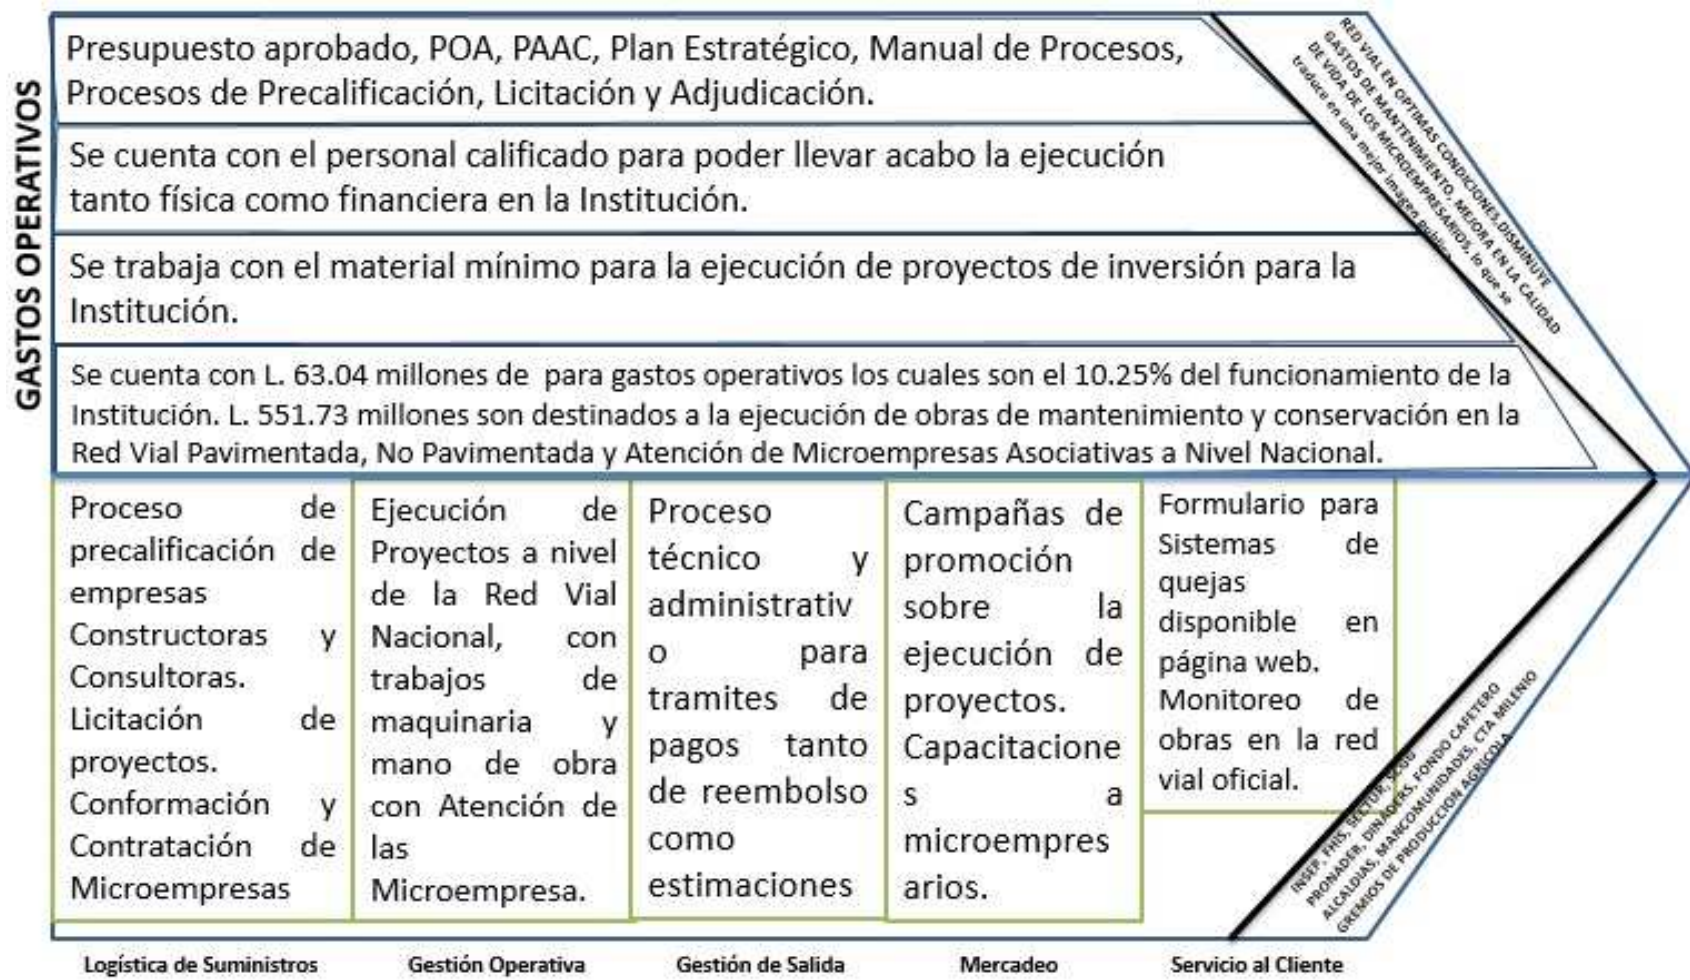 GASTOS OPERATIVOS
Presupuesto aprobado, POA, PAAC, Plan Estratégico, Manual de Procesos,
Procesos de Precalificación, Licitación y Adjudicación.
Se cuenta con el personal calificado para poder llevar acabo la ejecución
tanto física como financiera en la Institución.
Se trabaja con el material mínimo para la ejecución de proyectos de inversión para la
Institución.
Se cuenta con L. 63.04 millones de para gastos operativos los cuales son el 10.25% del funcionamiento de la
Institución. L. 551.73 millones son destinados a la ejecución de obras de mantenimiento y conservación en la
Red Vial Pavimentada, No Pavimentada y Atención de Microempresas Asociativas a Nivel Nacional.
RED VIAL EN OPTIMAS CONDICIONES, DISMINUYE
GASTOS DE MANTENIMIENTO, MEJORA EN LA CALIDAD
DE VIDA DE LOS MICROEMPRESARIOS, lo que se
traduce en una mejor imagen publica
Proceso de
precalificación de
empresas
Constructoras y
Consultoras.
Licitación de
proyectos.
Conformación y
Contratación de
Microempresas
Ejecución de
Proyectos a nivel
de la Red Vial
Nacional, con
trabajos de
maquinaria y
mano de obra
con Atención de
las
Microempresa.
Proceso
técnico y
administrativ
o para
tramites de
pagos tanto
de reembolso
como
estimaciones
Campañas de
promoción
sobre la
ejecución de
proyectos.
Capacitacione
s a
microempres
arios.
Formulario para
Sistemas de
quejas
disponible en
página web.
Monitoreo de
obras en la red
vial oficial.
INSEP, FHIS, SECTUR,
PRONADER, DINADERS, FONDO CAFETERO
ALCALDIAS, MANCOMUNIDADES, CTA MILENIO
GREMIOS DE PRODUCCION AGRICOLA
Logística de Suministros
Gestión Operativa
Gestión de Salida
Mercadeo
Servicio al Cliente